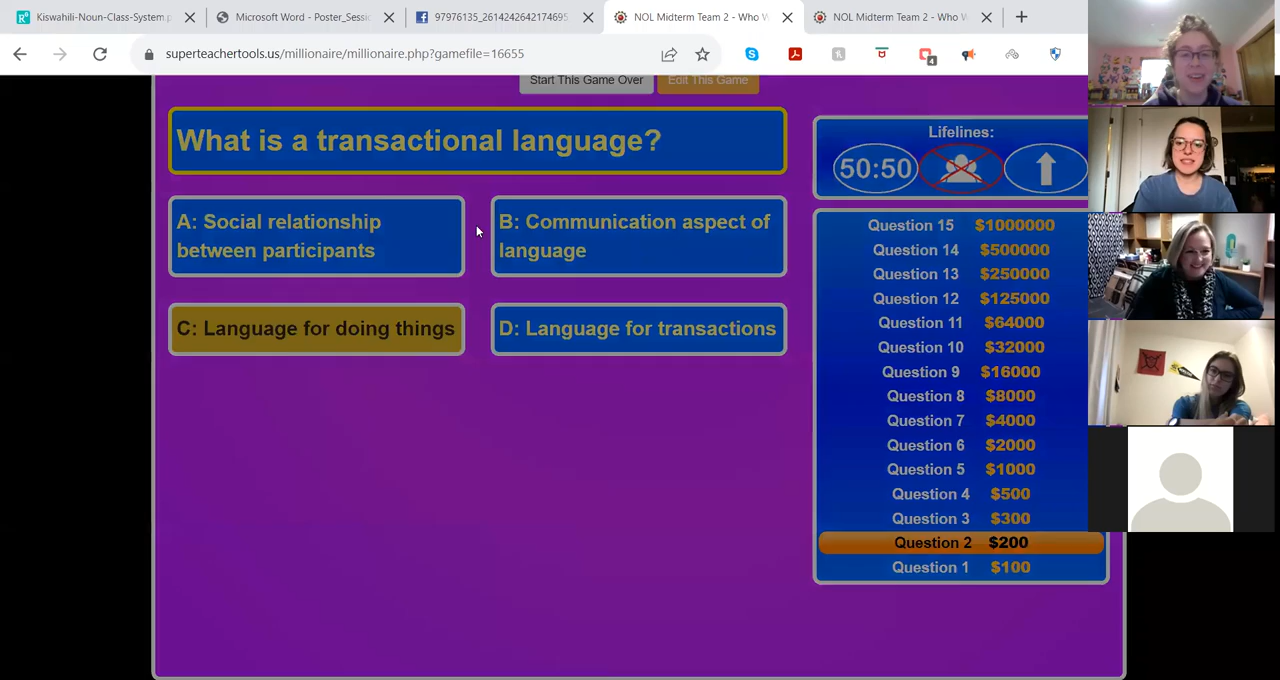 Kiswahili-Noun-Class-System.p
Microsoft Word - Poster_Sessi
97976135_2614242642174695
NOL Midterm Team 2 - Who W
NOL Midterm Team 2 - Who W
superteachertools.us/millionaire/millionaire.php?gamefile=16655
4
Start This Game Over
Edit This Game
What is a transactional language?
A: Social relationship
between participants
B: Communication aspect of
language
C: Language for doing things
D: Language for transactions
Lifelines:
50:50
Question 15 $1000000
Question 14 $500000
Question 13 $250000
Question 12 $125000
Question 11 $64000
Question 10 $32000
Question 9 $16000
Question 8 $8000
Question 7 $4000
Question 6 $2000
Question 5 $1000
Question 4 $500
Question 3 $300
Question 2 $200
Question 1 $100